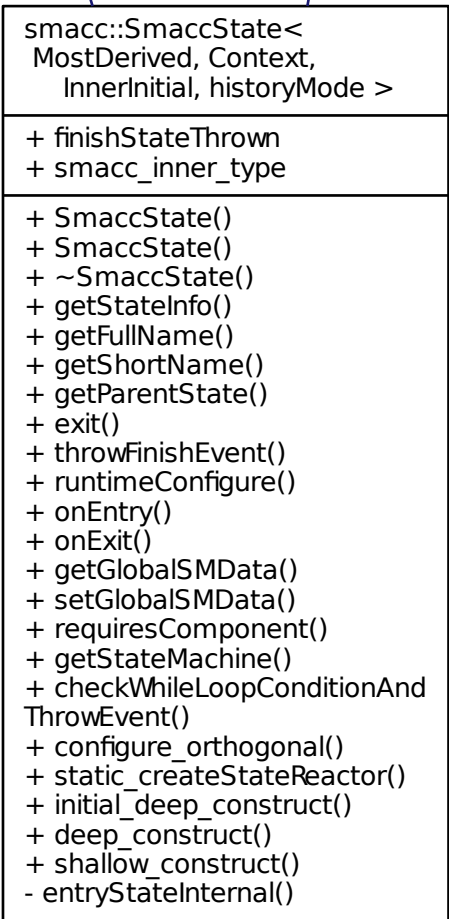 smacc::SmaccState<
MostDerived, Context,
InnerInitial, historyMode >
+ finishStateThrown
+ smacc_inner_type
+ SmaccState()
+ SmaccState()
+ ~SmaccState()
+ getStateInfo()
+ getFullName()
+ getShortName()
+ getParentState()
+ exit()
+ throwFinishEvent()
+ runtimeConfigure()
+ onEntry()
+ onExit()
+ getGlobalSMData()
+ setGlobalSMData()
+ requiresComponent()
+ getStateMachine()
+ checkWhileLoopConditionAnd
ThrowEvent()
+ configure_orthogonal()
+ static_createStateReactor()
+ initial_deep_construct()
+ deep_construct()
+ shallow_construct()
- entryStateInternal()